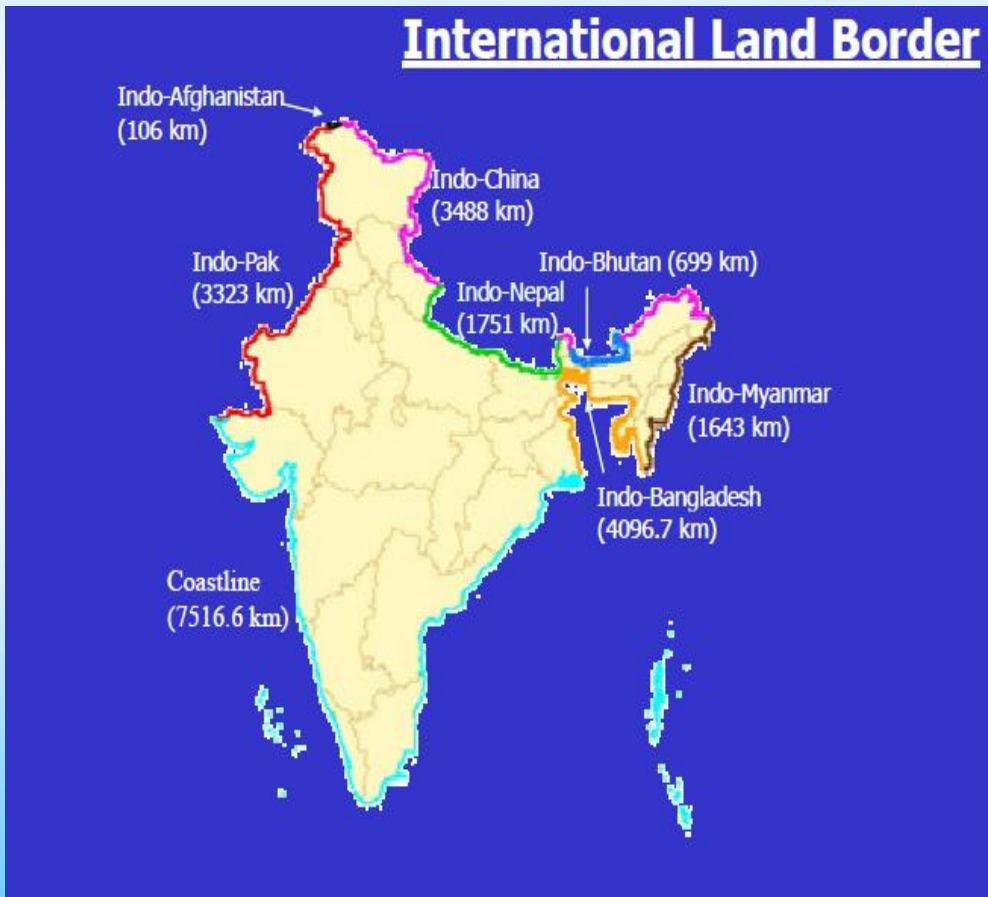 International Land Border
Indo-Afghanistan
(106 km)
Indo-China
(3488 km)
Indo-Pak
(3323 km)
Indo-Bhutan (699 km)
Indo-Nepal
(1751 km)
Indo-Myanmar
(1643 km)
Indo-Bangladesh
(4096.7 km)
Coastline
(7516.6 km)